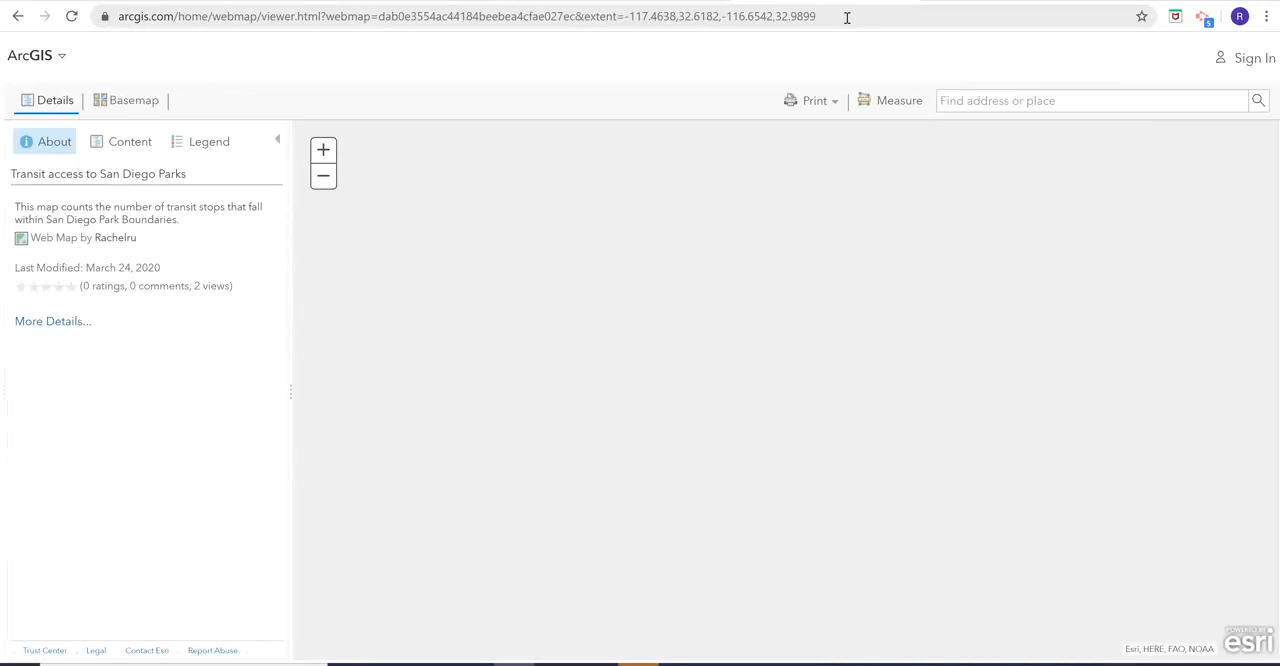 arcgis.com/home/webmap/viewer.html?webmap=dab0e3554ac44184beebea4cfae027ec&extent=-117.4638,32.6182,-116.6542,32.9899
5
R
ArcGIS
Sign In
Details
Basemap
Print
Measure
Find address or place
About
Content
Legend
Transit access to San Diego Parks
This map counts the number of transit stops that fall
within San Diego Park Boundaries.
Web Map by Rachelru
Last Modified: March 24, 2020
(0 ratings, 0 comments, 2 views)
More Details...
Trust Center
Legal
Contact Esri
Report Abuse
Esri, HERE, FAO, NOAA
POWERED BY
esri